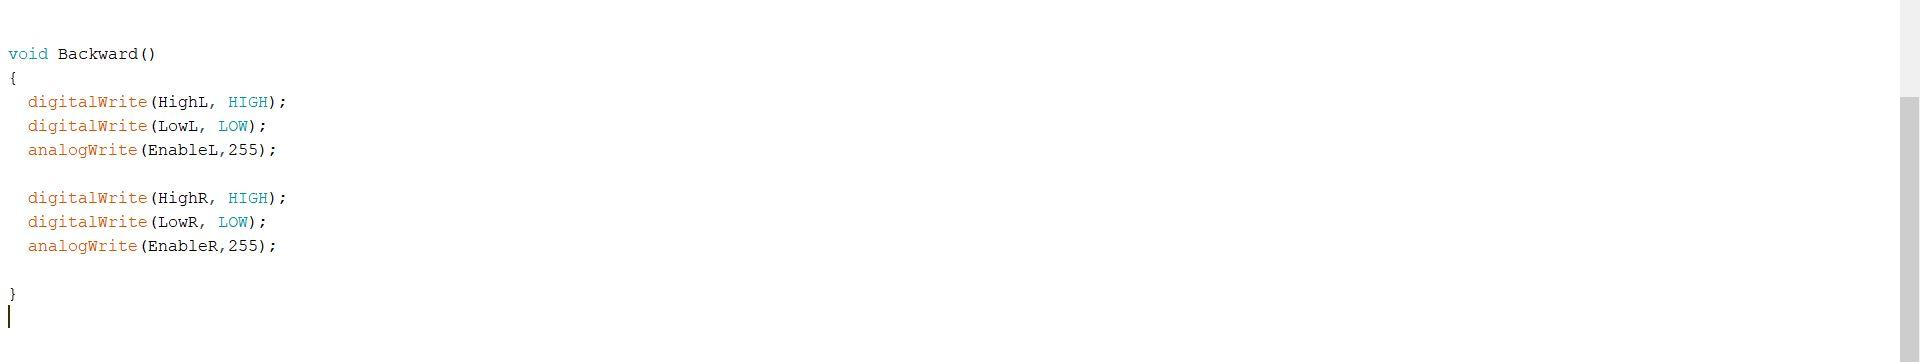 void Backward()
{
  digitalWrite(HighL, HIGH);
  digitalWrite(LowL, LOW);
  analogWrite(EnableL,255);

  digitalWrite(HighR, HIGH);
  digitalWrite(LowR, LOW);
  analogWrite(EnableR,255);

}